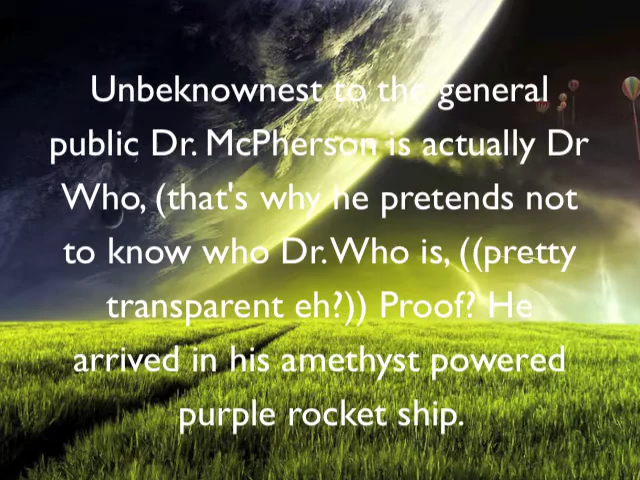 Unbeknownest to the general
public Dr. McPherson is actually Dr
Who, (that's why he pretends not
to know who Dr. Who is, ((pretty
transparent eh?)) Proof? He
arrived in his amethyst powered
purple rocket ship.